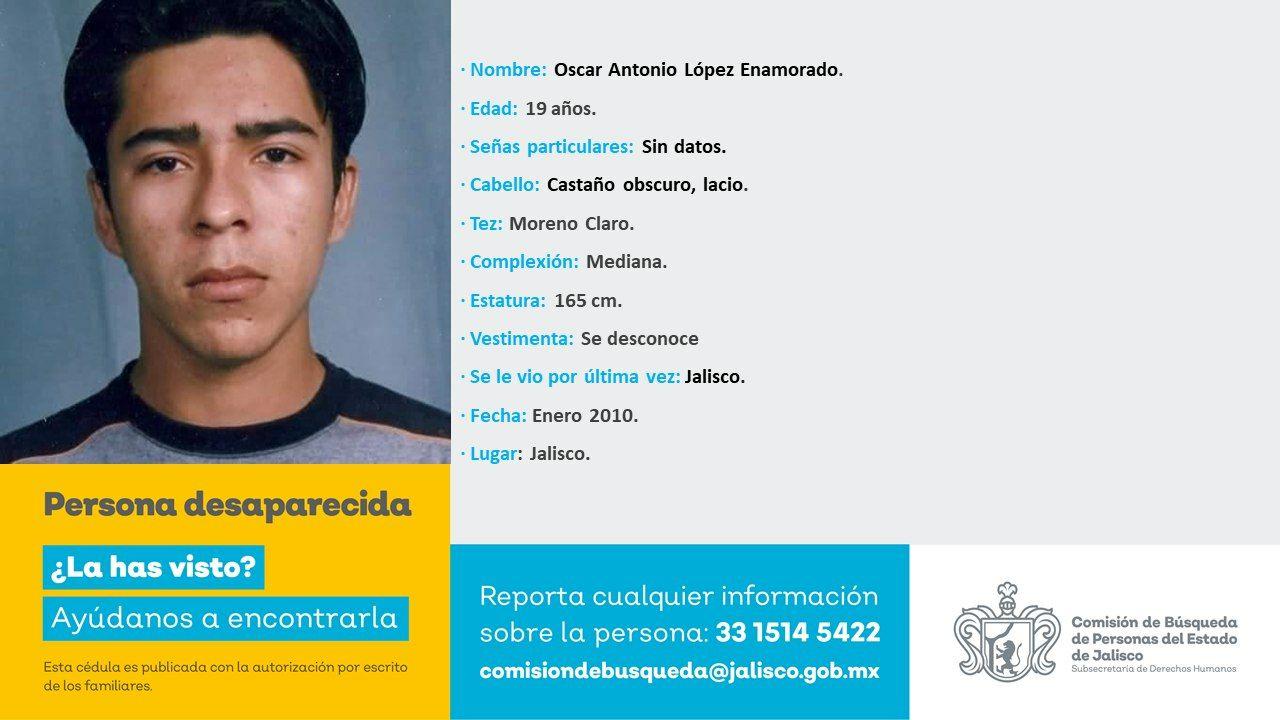 · Nombre: Oscar Antonio López Enamorado.
· Edad: 19 años.
· Señas particulares: Sin datos.
· Cabello: Castaño obscuro, lacio.
· Tez: Moreno Claro.
· Complexión: Mediana.
· Estatura: 165 cm.
· Vestimenta: Se desconoce
· Se le vio por última vez: Jalisco.
· Fecha: Enero 2010.
· Lugar: Jalisco.
Persona desaparecida
¿La has visto?
Ayúdanos a encontrarla
Esta cédula es publicada con la autorización por escrito
de los familiares.
Reporta cualquier información
sobre la persona: 33 1514 5422
comisiondebusqueda@jalisco.gob.mx
Comisión de Búsqueda
de Personas del Estado
de Jalisco
Subsecretaría de Derechos Humanos